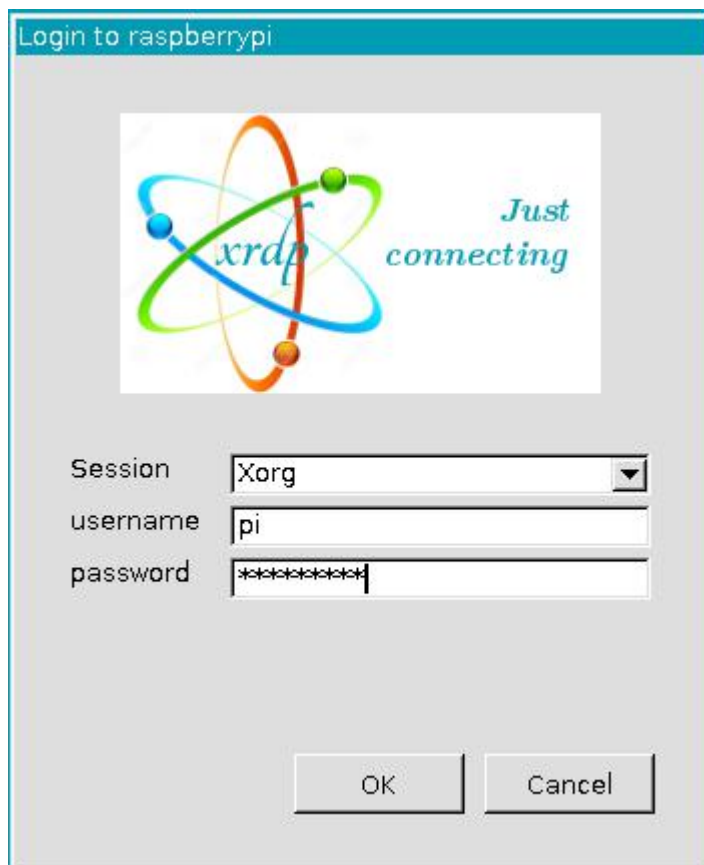 Login to raspberrypi
xrdp
Just
connecting
Session
Xorg
username
pi
password
*********
OK
Cancel